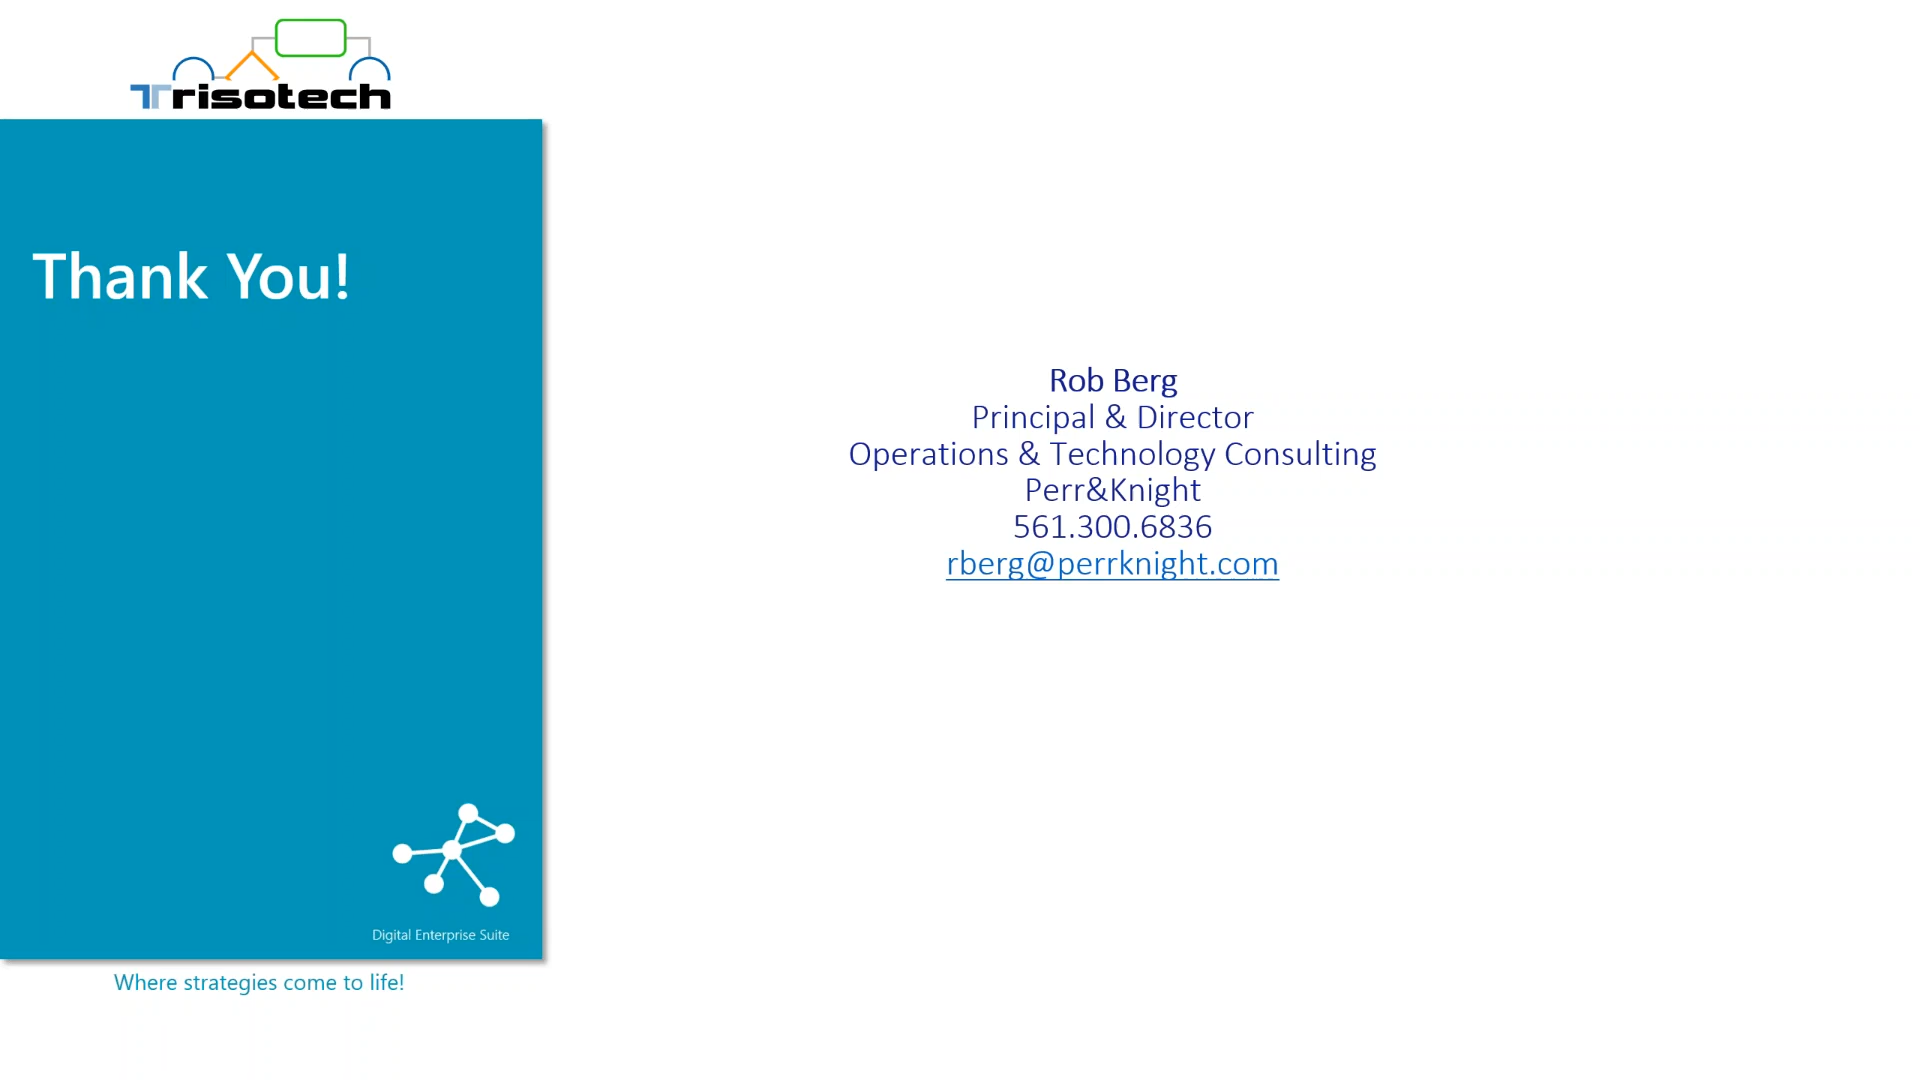 Trisotech
Thank You!
Rob Berg
Principal & Director
Operations & Technology Consulting
Perr&Knight
561.300.6836
rberg@perrknight.com
Digital Enterprise Suite
Where strategies come to life!